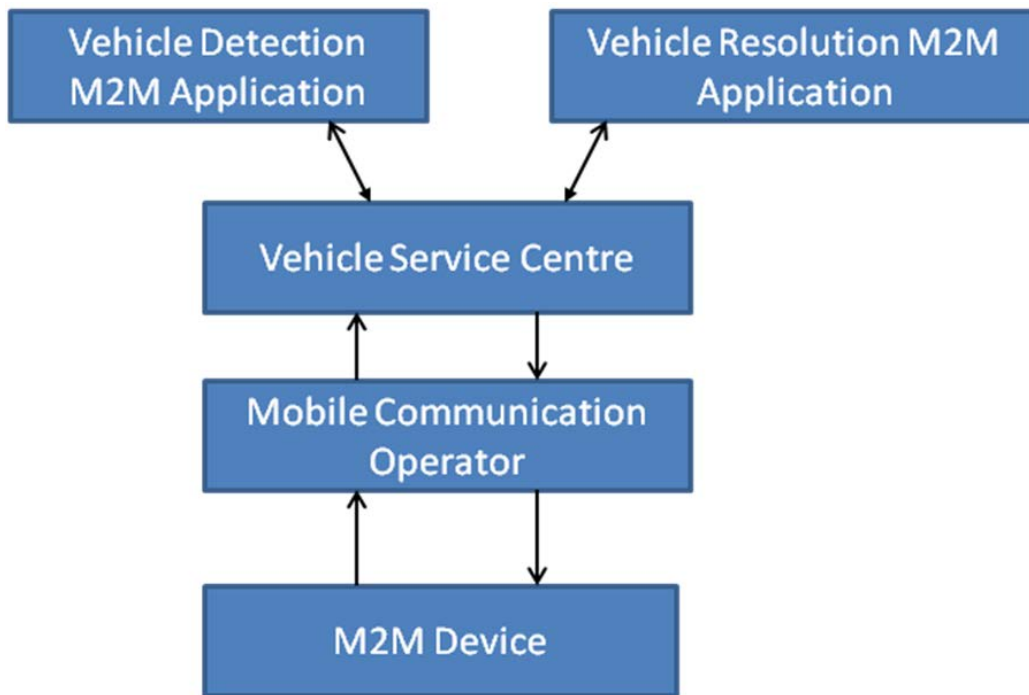 Vehicle Detection
M2M Application
Vehicle Resolution M2M
Application
Vehicle Service Centre
Mobile Communication
Operator
M2M Device